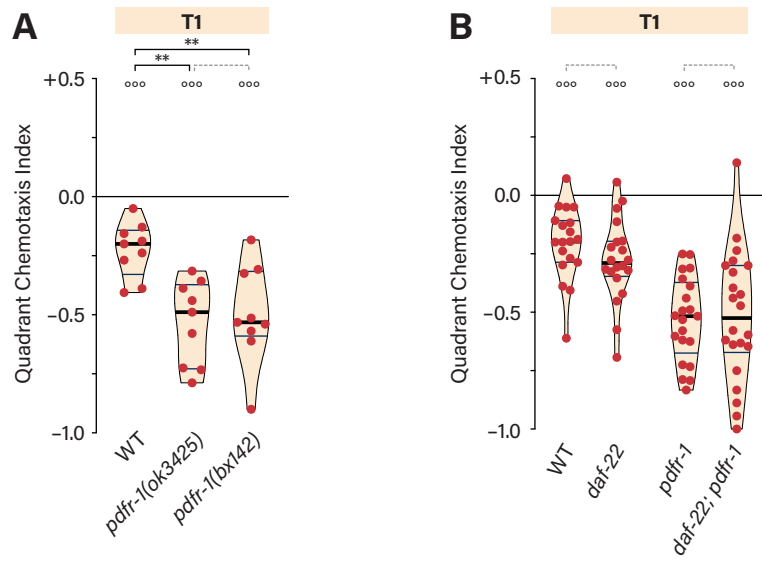 A
T1
**
**
°°° °°° °°°
+0.5
0.0
−0.5
−1.0
Quadrant Chemotaxis Index
WT
pdfr-1(ok3425)
pdfr-1(bx142)
B
T1
°°° °°° °°° °°°
+0.5
0.0
-0.5
-1.0
Quadrant Chemotaxis Index
WT
daf-22
pdfr-1
daf-22; pdfr-1